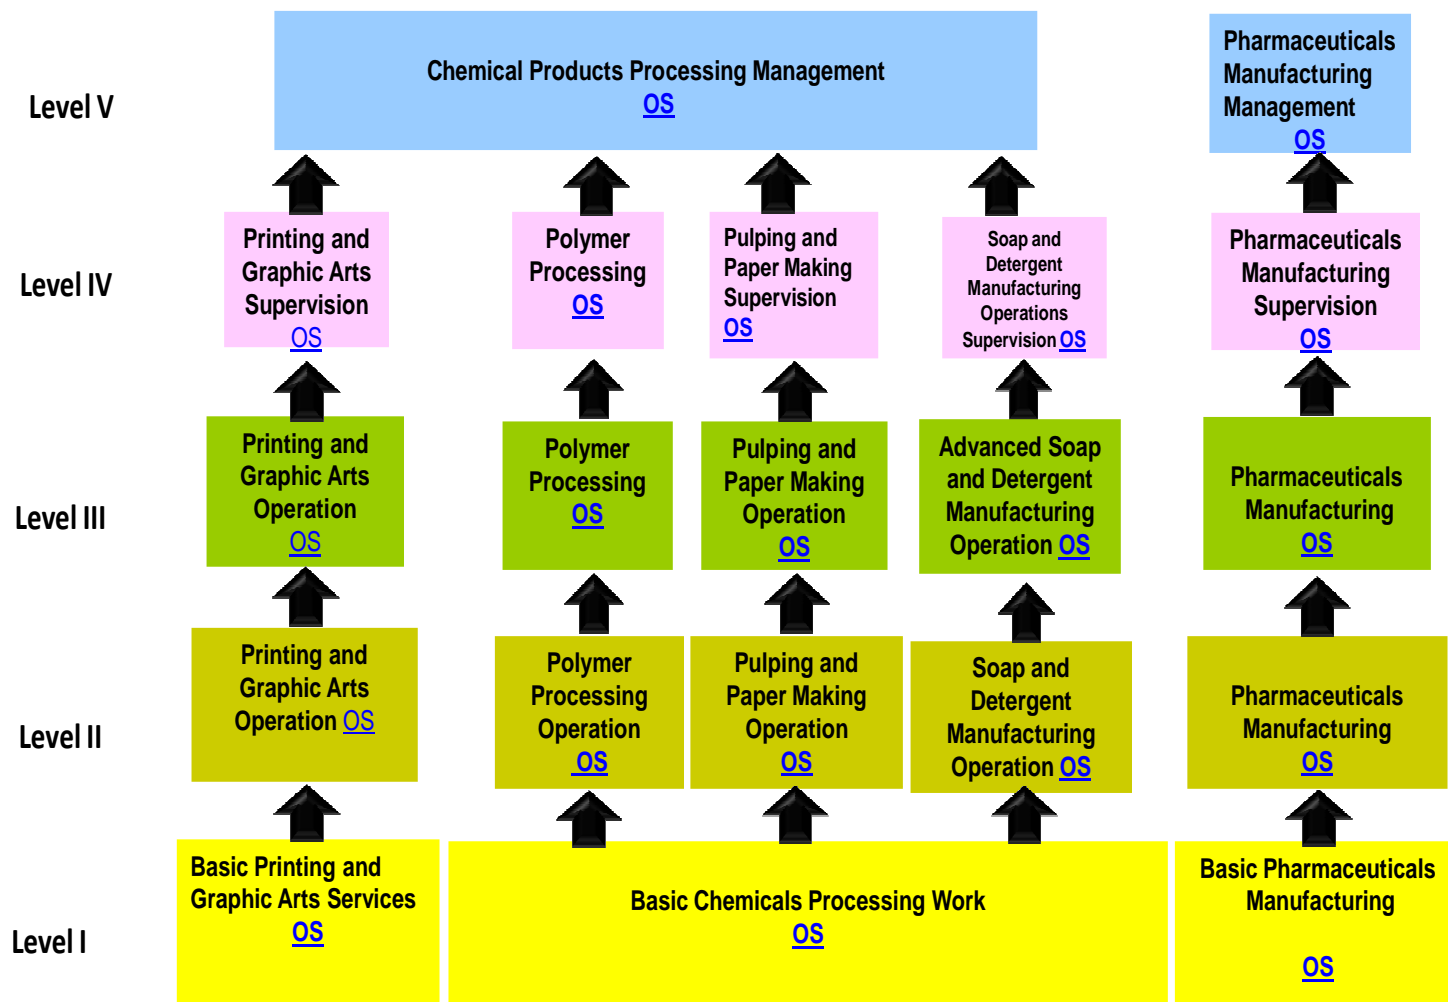 Level V
Chemical Products Processing Management
OS
Pharmaceuticals
Manufacturing
Management
OS
Level IV
Printing and
Graphic Arts
Supervision
OS
Polymer
Processing
OS
Pulping and
Paper Making
Supervision
OS
Soap and
Detergent
Manufacturing
Operations
Supervision OS
Pharmaceuticals
Manufacturing
Supervision
OS
Level III
Printing and
Graphic Arts
Operation
OS
Polymer
Processing
OS
Pulping and
Paper Making
Operation
OS
Advanced Soap
and Detergent
Manufacturing
Operation OS
Pharmaceuticals
Manufacturing
OS
Level II
Printing and
Graphic Arts
Operation OS
Polymer
Processing
Operation
OS
Pulping and
Paper Making
Operation
OS
Soap and
Detergent
Manufacturing
Operation OS
Pharmaceuticals
Manufacturing
OS
Level I
Basic Printing and
Graphic Arts Services
OS
Basic Chemicals Processing Work
OS
Basic Pharmaceuticals
Manufacturing
OS